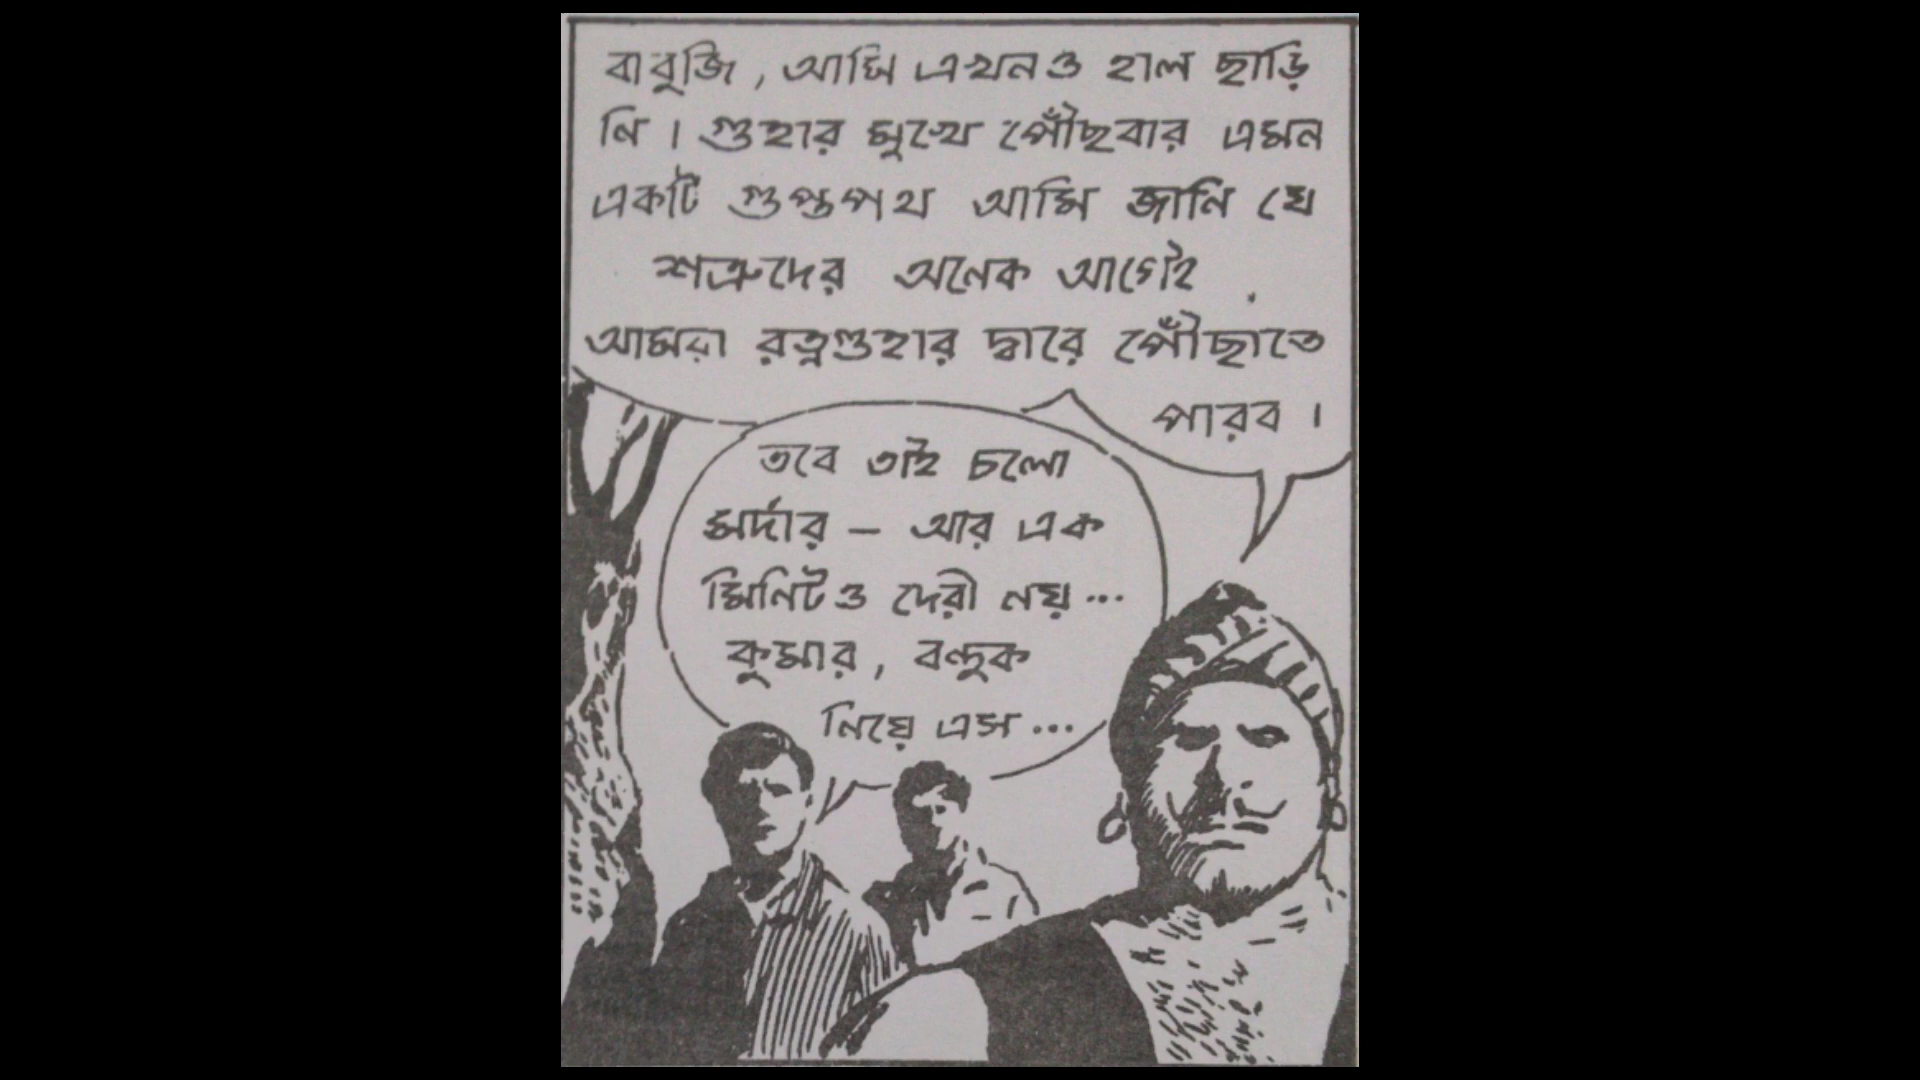 বাবুজি, আমি এখনও হাল ছাড়ি
নি। গুহার মুখে পৌঁছবার এমন
একটি গুপ্তপথ আমি জানি যে
শত্রুদের অনেক আগেই
আমরা রত্নগুহার দ্বারে পৌঁছাতে
পারব।
তবে তাই চলো
সর্দার – আর এক
মিনিটও দেরী নয়...
কুমার, বন্দুক
নিয়ে এস...